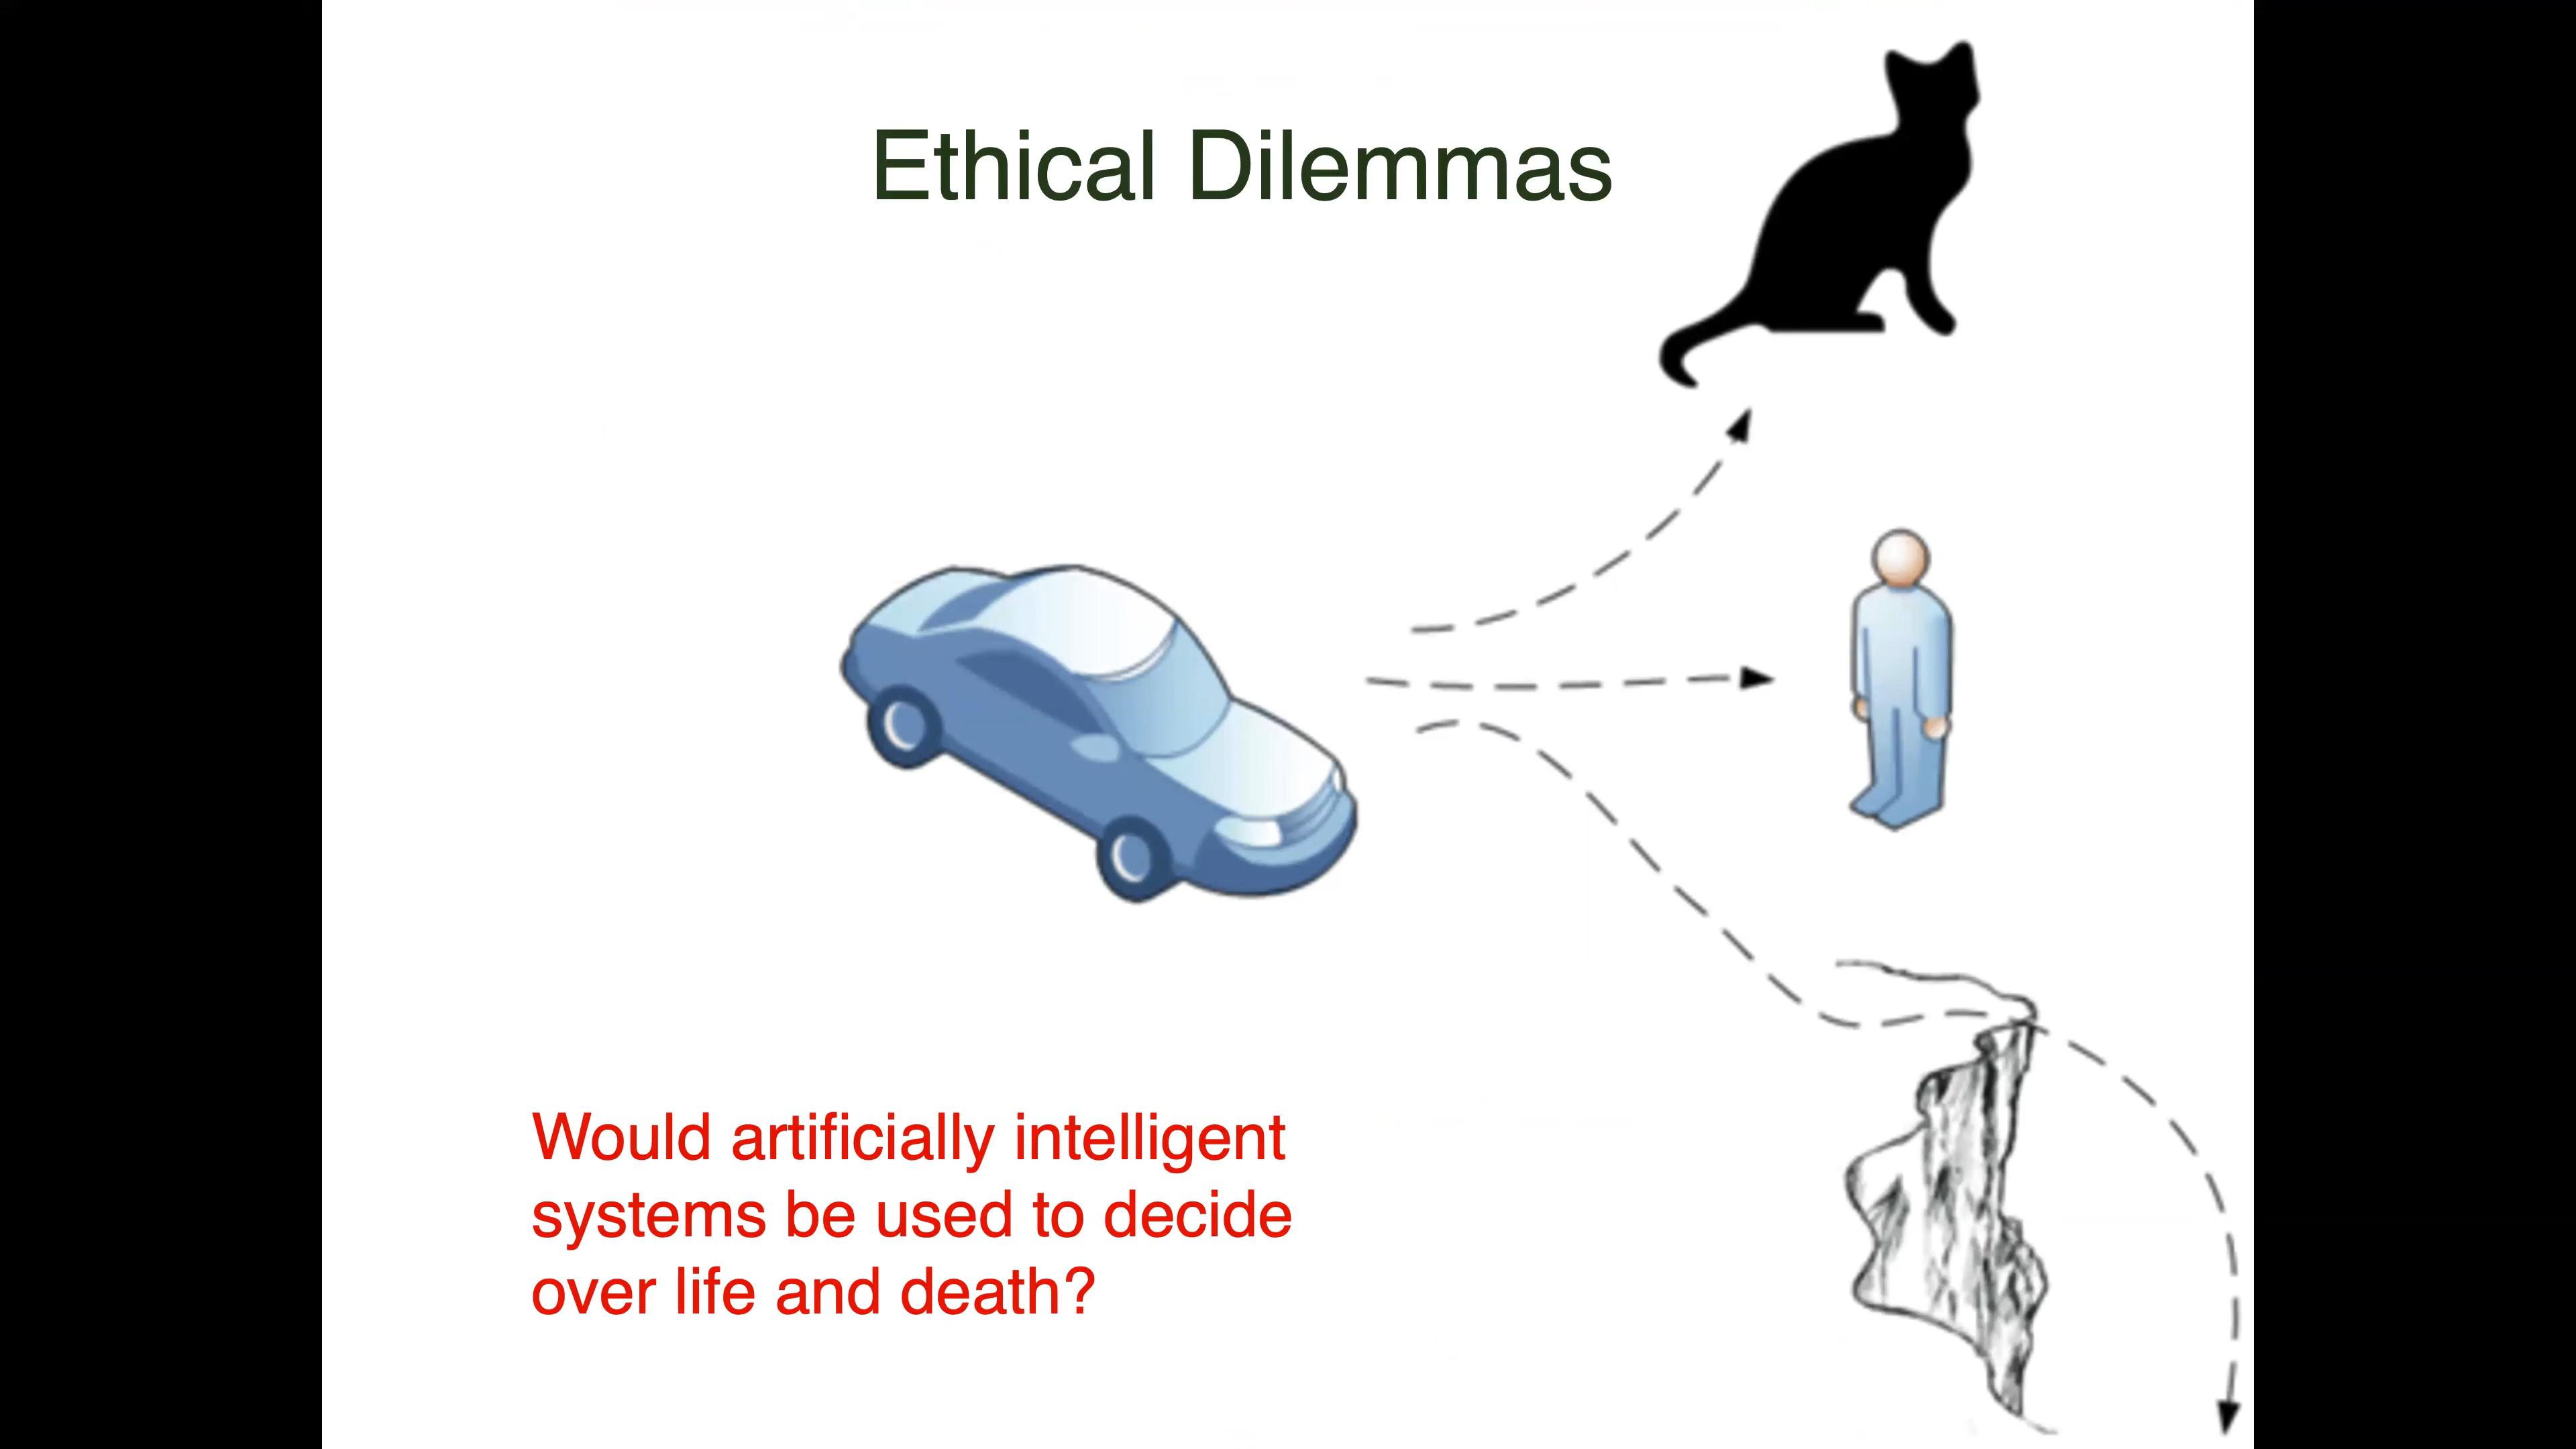 Ethical Dilemmas
Would artificially intelligent
systems be used to decide
over life and death?